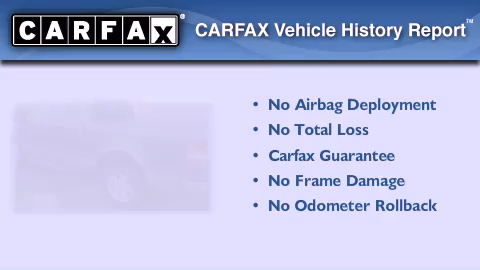 CARFAX® CARFAX Vehicle History Report™
• No Airbag Deployment
• No Total Loss
• Carfax Guarantee
• No Frame Damage
• No Odometer Rollback